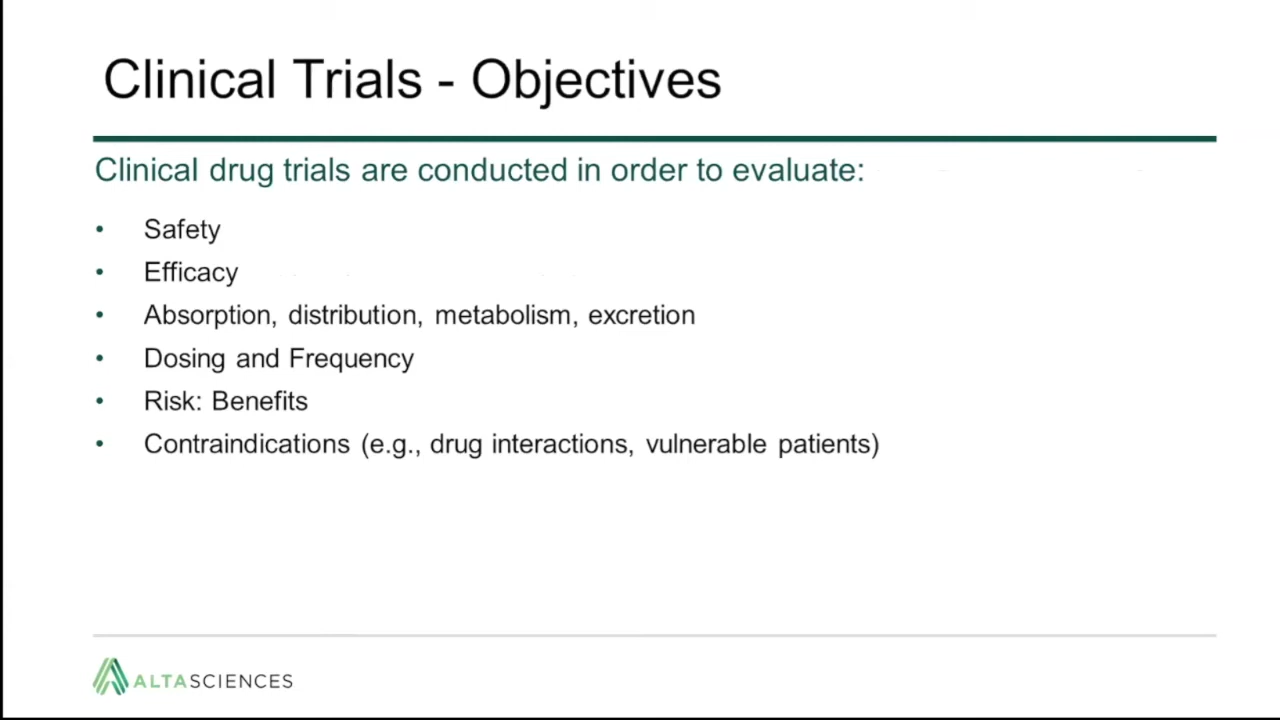 Clinical Trials - Objectives
Clinical drug trials are conducted in order to evaluate:
• Safety
• Efficacy
• Absorption, distribution, metabolism, excretion
• Dosing and Frequency
• Risk: Benefits
• Contraindications (e.g., drug interactions, vulnerable patients)
ALTASCIENCES